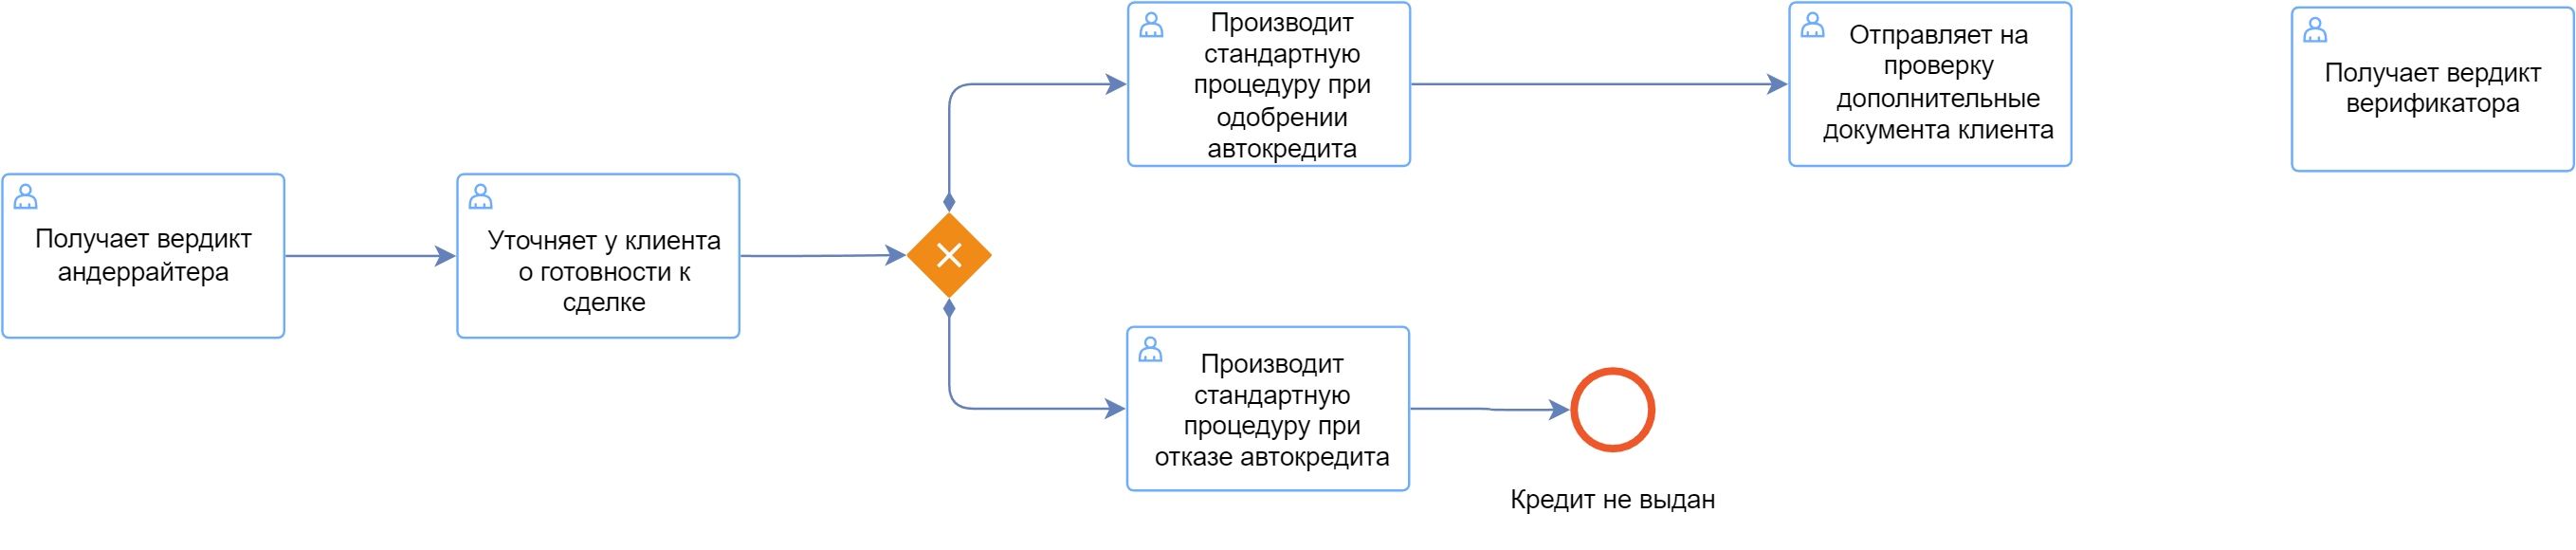 Получает вердикт
андеррайтера
Уточняет у клиента
о готовности к
сделке
Производит
стандартную
процедуру при
одобрении
автокредита
Отправляет на
проверку
дополнительные
документа клиента
Получает вердикт
верификатора
Производит
стандартную
процедуру при
отказе автокредита
Кредит не выдан